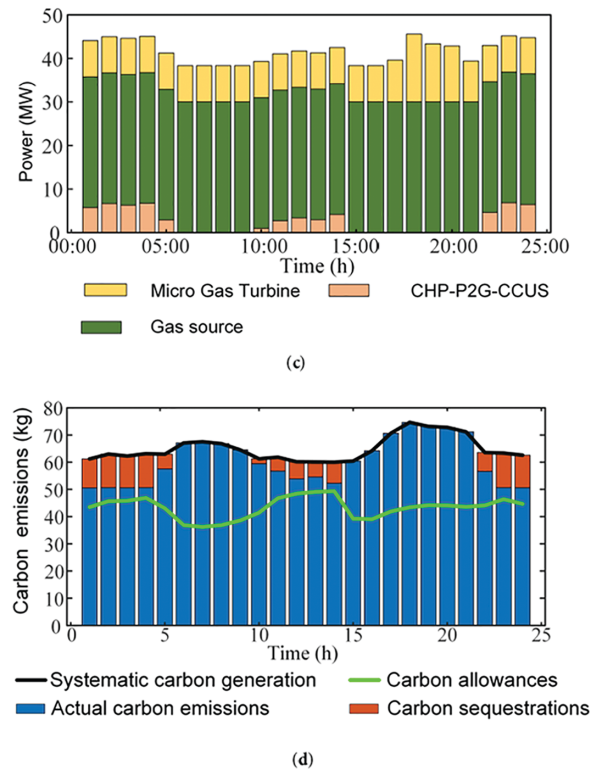 50
40
30
20
10
0
Power (MW)
00:00 05:00 10:00 15:00 20:00 25:00
Time (h)
Micro Gas Turbine CHP-P2G-CCUS
Gas source
(c)
80
70
60
50
40
30
20
10
0
Carbon emissions (kg)
0 5 10 15 20 25
Time (h)
Systematic carbon generation Carbon allowances
Actual carbon emissions Carbon sequestrations
(d)